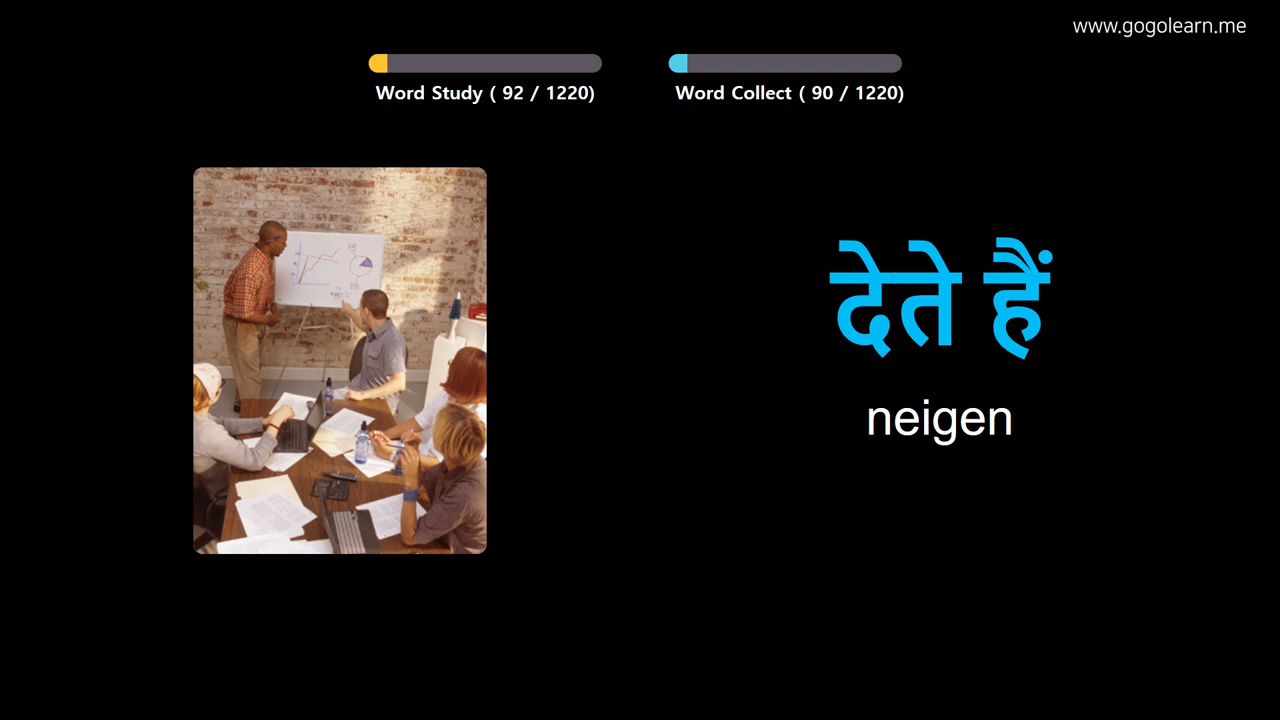 www.gogolearn.me
Word Study ( 92 / 1220)
Word Collect ( 90 / 1220)
देते हैं
neigen